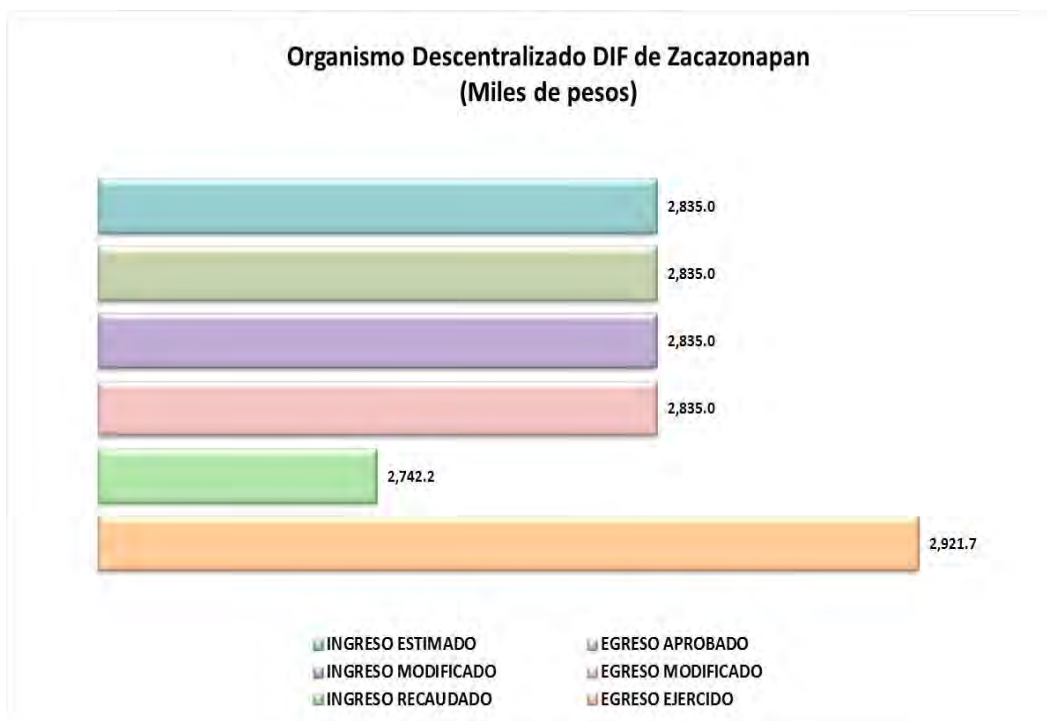 Organismo Descentralizado DIF de Zacazonapan
(Miles de pesos)
2,835.0
2,835.0
2,835.0
2,835.0
2,742.2
2,921.7
INGRESO ESTIMADO EGRESO APROBADO
INGRESO MODIFICADO EGRESO MODIFICADO
INGRESO RECAUDADO EGRESO EJERCIDO